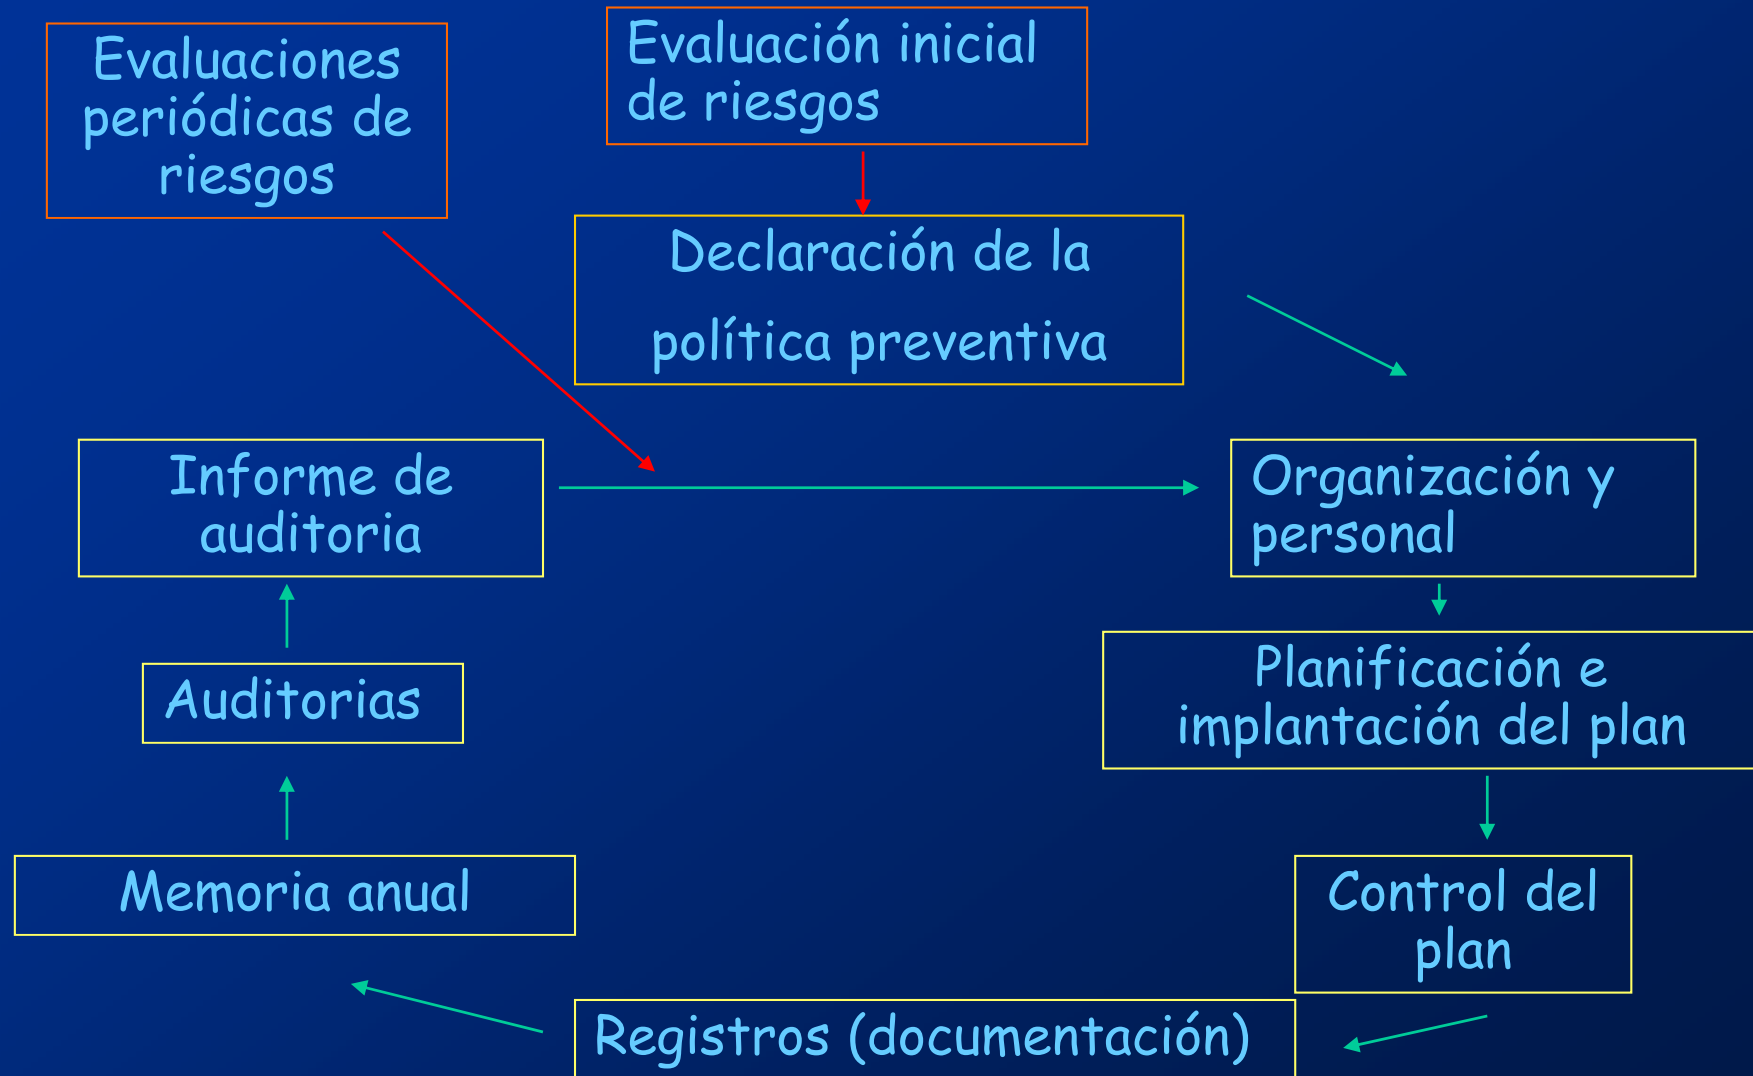 Evaluaciones
periódicas de
riesgos
Evaluación inicial
de riesgos
Declaración de la
política preventiva
Informe de
auditoria
Organización y
personal
Auditorias
Planificación e
implantación del plan
Memoria anual
Control del
plan
Registros (documentación)